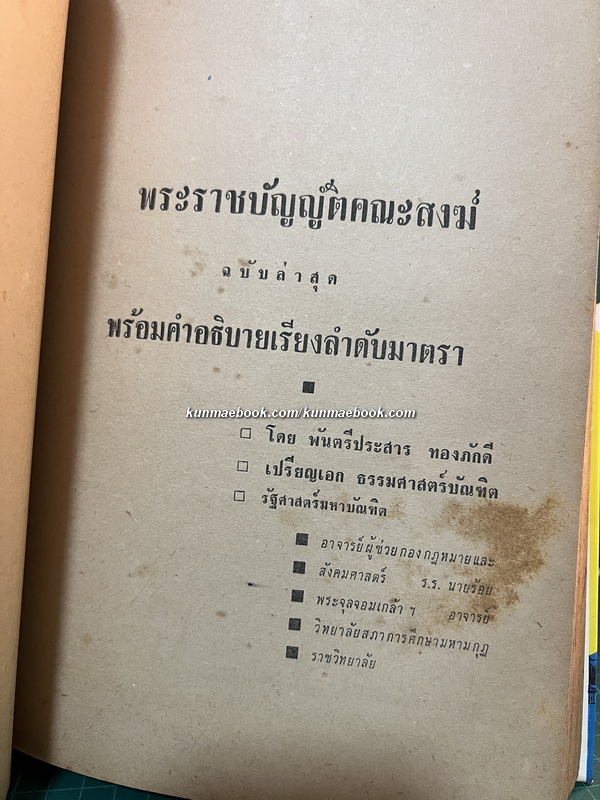 พระราชบัญญัติคณะสงฆ์
ฉบับล่าสุด
พร้อมคำอธิบายเรียงลำดับมาตรา
kunmaebook.com/kunmaebook.com
โดย พันตรีประสาร ทองภักดี
เปรียญเอก ธรรมศาสตร์บัณฑิต
รัฐศาสตร์มหาบัณฑิต
อาจารย์ผู้ช่วยกองกฎหมายและ
สังคมศาสตร์ ร.ร. นายร้อย
พระจุลจอมเกล้า ฯ อาจารย์
วิทยาลัยสภาการศึกษามหามกุฎ
ราชวิทยาลัย